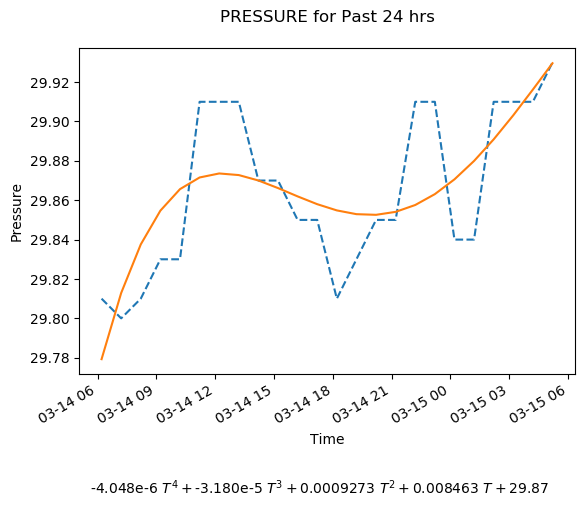 PRESSURE for Past 24 hrs
29.92
29.90
29.88
29.86
29.84
29.82
29.80
29.78
Pressure
03-14 06 03-14 09 03-14 12 03-14 15 03-14 18 03-14 21 03-15 00 03-15 03 03-15 06
Time
-4.048e-6 T⁴ + -3.180e-5 T³ + 0.0009273 T² + 0.008463 T + 29.87